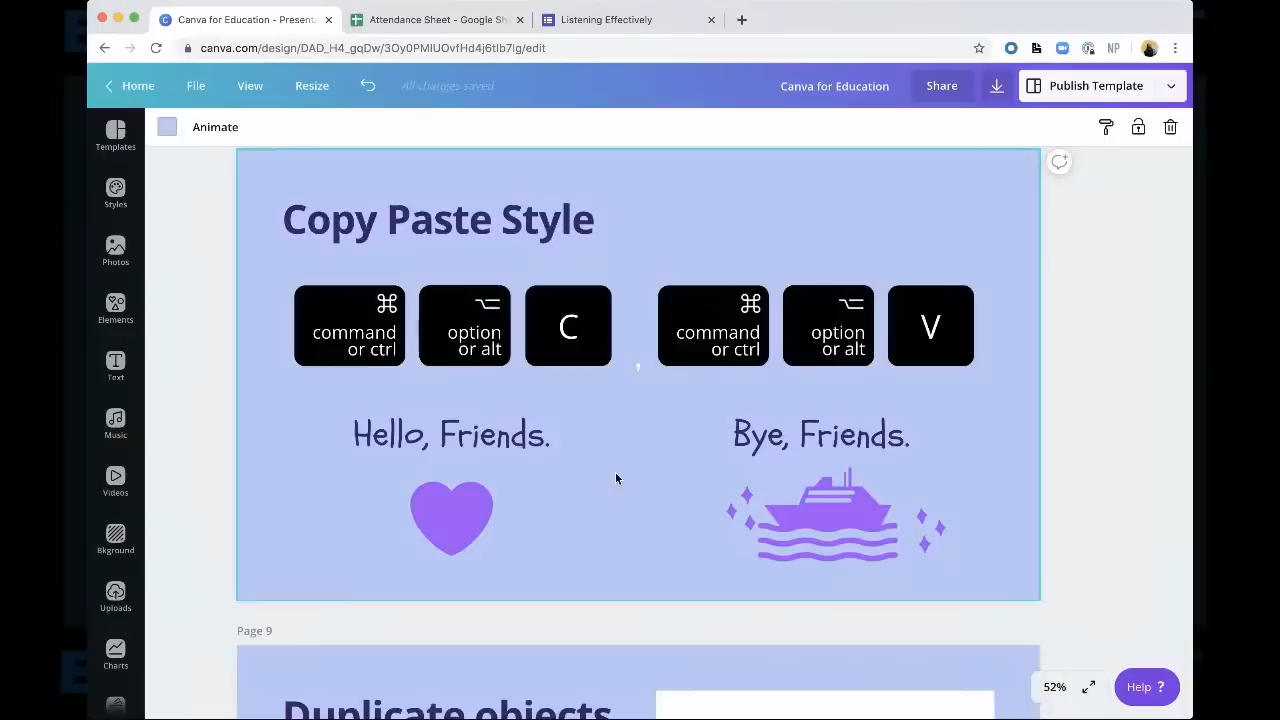 Canva for Education - Present
Attendance Sheet - Google Sh
Listening Effectively
canva.com/design/DAD_H4_gqDw/3Oy0PMIUOvfHd4j6tIb7Ig/edit
NP
Home
File
View
Resize
All changes saved
Canva for Education
Share
Publish Template
Animate
Templates
Styles
Photos
Elements
Text
Music
Videos
Bkground
Uploads
Charts
Copy Paste Style
⌘ ⌥ ⌘ ⌥
command option C , command option V
or ctrl or alt or ctrl or alt
Hello, Friends. Bye, Friends.
Page 9
Duplicate objects
52%
Help ?